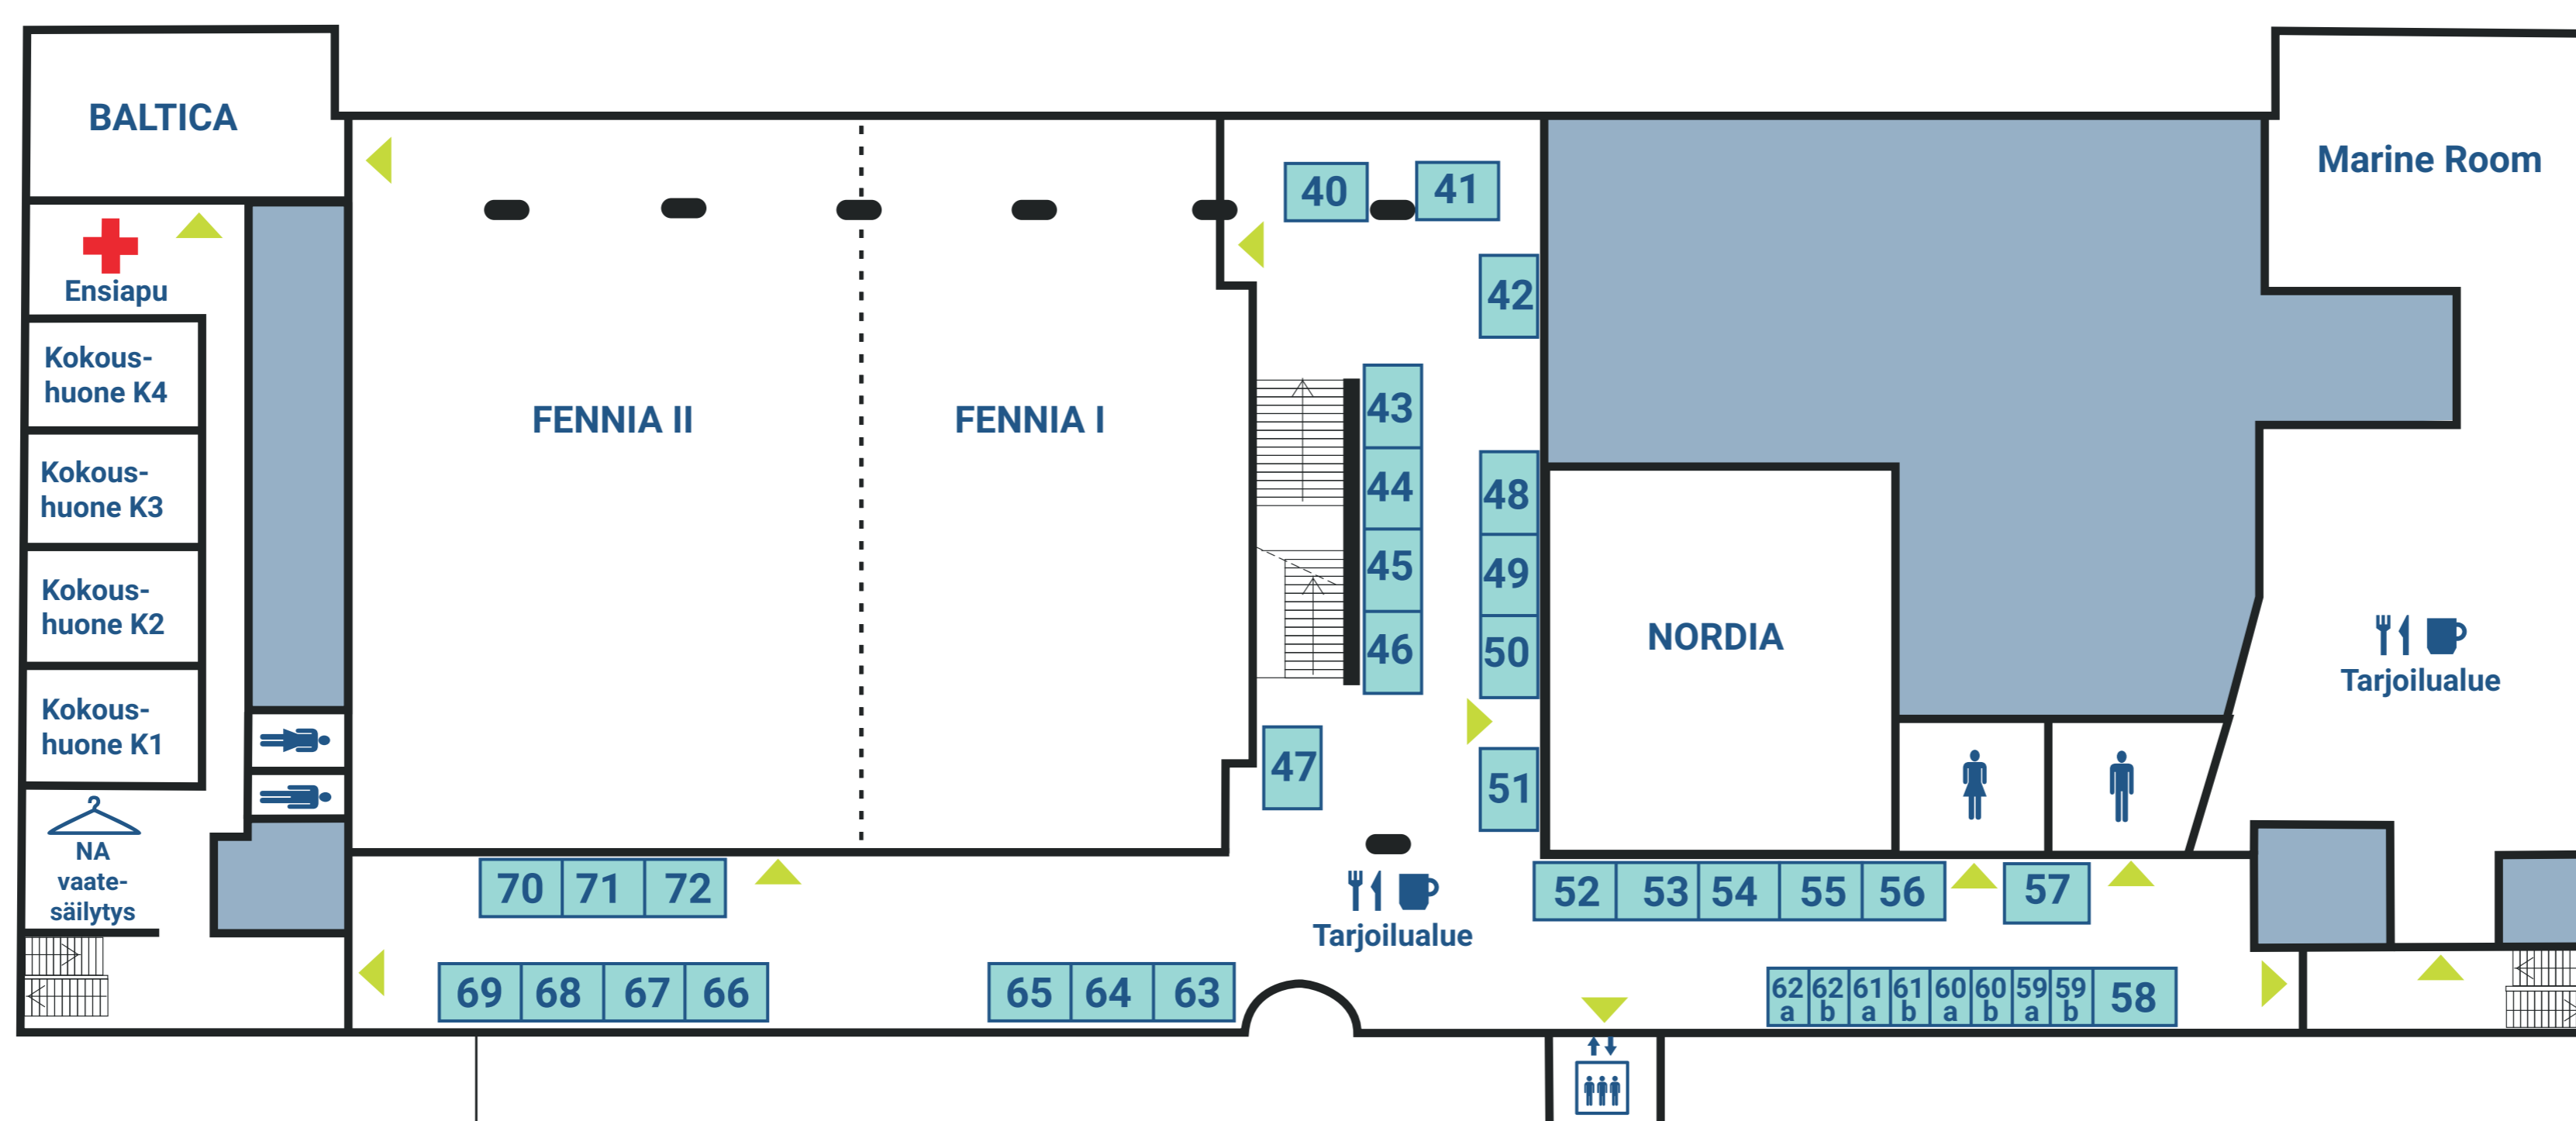 BALTICA
Marine Room
40
41
Ensiapu
42
Kokous-
huone K4
FENNIA II
FENNIA I
43
Kokous-
huone K3
44
48
45
49
Kokous-
huone K2
46
50
NORDIA
Tarjoilualue
Kokous-
huone K1
47
51
NA
vaate-
säilytys
70 71 72
52 53 54 55 56
57
Tarjoilualue
69 68 67 66
65 64 63
62 62 61 61 60 60 59 59 58
a b a b a b a b